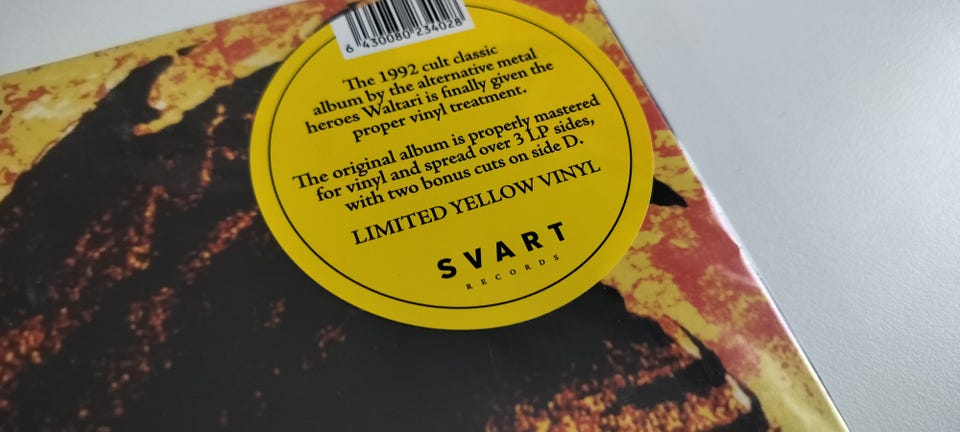 6 430080 234028
The 1992 cult classic
album by the alternative metal
heroes Waltari is finally given the
proper vinyl treatment.
The original album is properly mastered
for vinyl and spread over 3 LP sides,
with two bonus cuts on side D.
LIMITED YELLOW VINYL
SVART
RECORDS